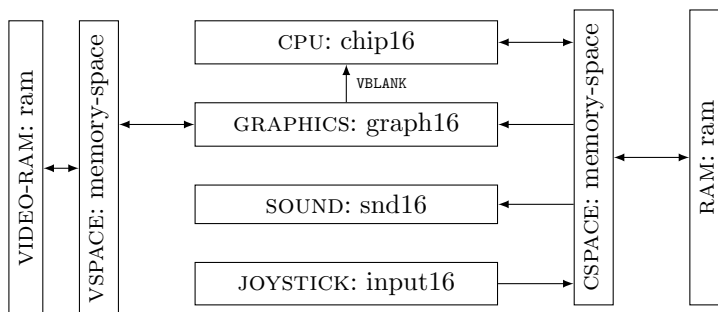 VIDEO-RAM: ram
VSPACE: memory-space
CPU: chip16
VBLANK
GRAPHICS: graph16
SOUND: snd16
JOYSTICK: input16
CSPACE: memory-space
RAM: ram